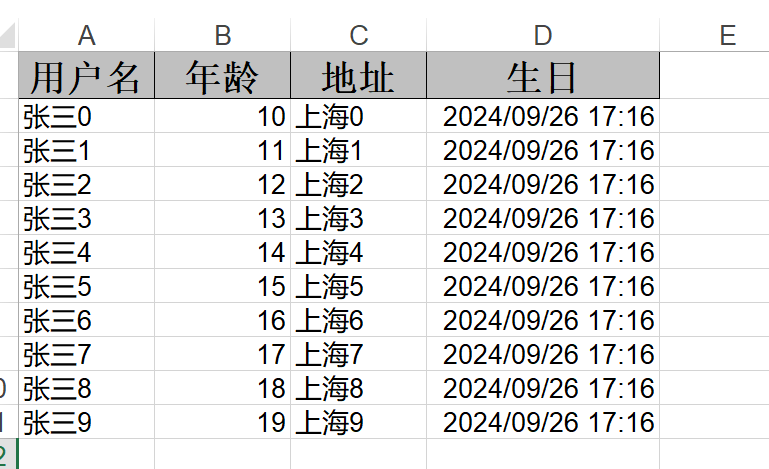 A B C D E
用户名 年龄 地址 生日
张三0 10 上海0 2024/09/26 17:16
张三1 11 上海1 2024/09/26 17:16
张三2 12 上海2 2024/09/26 17:16
张三3 13 上海3 2024/09/26 17:16
张三4 14 上海4 2024/09/26 17:16
张三5 15 上海5 2024/09/26 17:16
张三6 16 上海6 2024/09/26 17:16
张三7 17 上海7 2024/09/26 17:16
0 张三8 18 上海8 2024/09/26 17:16
1 张三9 19 上海9 2024/09/26 17:16
2